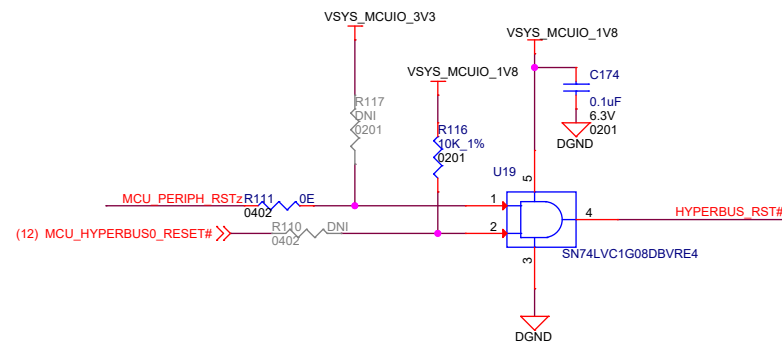 VSYS_MCUIO_3V3
VSYS_MCUIO_1V8
VSYS_MCUIO_1V8
C174
0.1uF
6.3V
0201
DGND
R117
DNI
0201
R116
10K_1%
0201
U19
5
MCU_PERIPH_RSTz
R111
0E
0402
1
4
HYPERBUS_RST#
(12) MCU_HYPERBUS0_RESET#
R110
DNI
0402
2
SN74LVC1G08DBVRE4
3
DGND